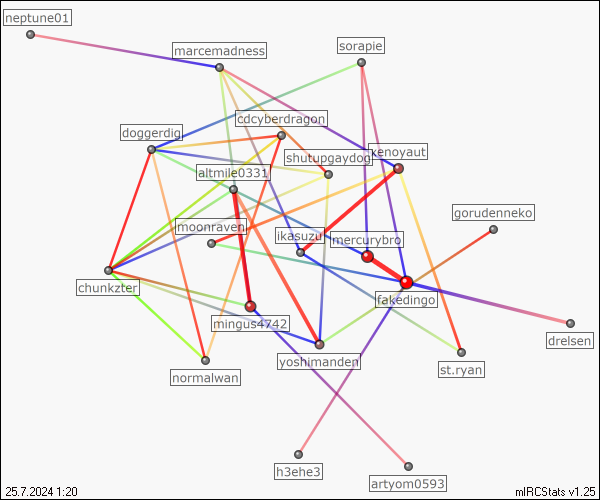 neptune01
marcemadness
sorapie
cdcyberdragon
doggerdig
shutupgaydog
xenoyaut
altmile0331
gorudenneko
moonraven
ikasuzu
mercurybro
chunkzter
fakedingo
mingus4742
drelsen
yoshimanden
st.ryan
normalwan
h3ehe3
artyom0593
25.7.2024 1:20
mIRCStats v1.25